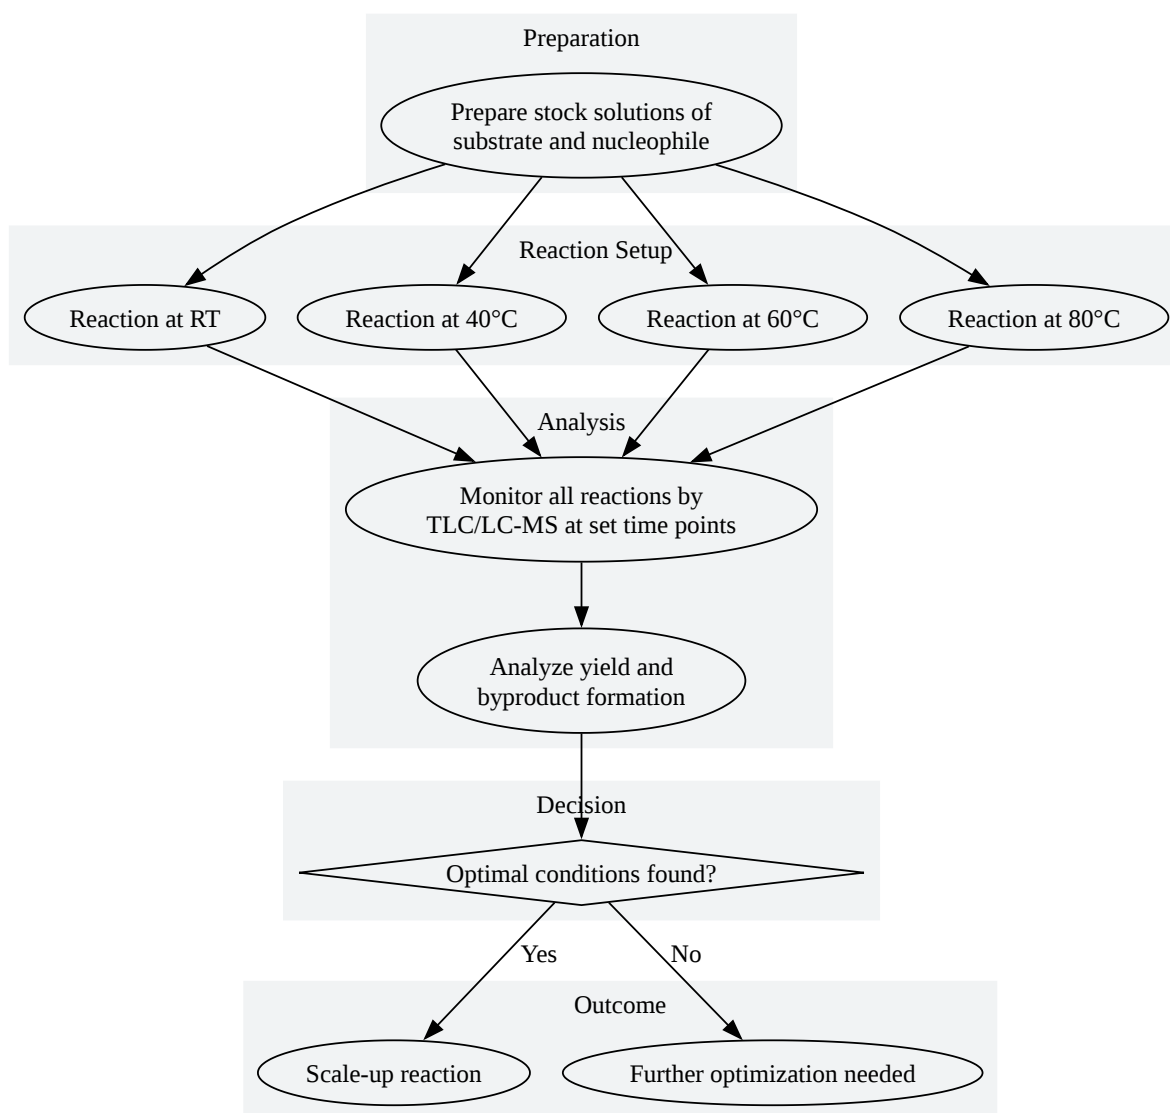 Preparation
Prepare stock solutions of
substrate and nucleophile
Reaction Setup
Reaction at RT
Reaction at 40°C
Reaction at 60°C
Reaction at 80°C
Analysis
Monitor all reactions by
TLC/LC-MS at set time points
Analyze yield and
byproduct formation
Decision
Optimal conditions found?
Yes
No
Outcome
Scale-up reaction
Further optimization needed